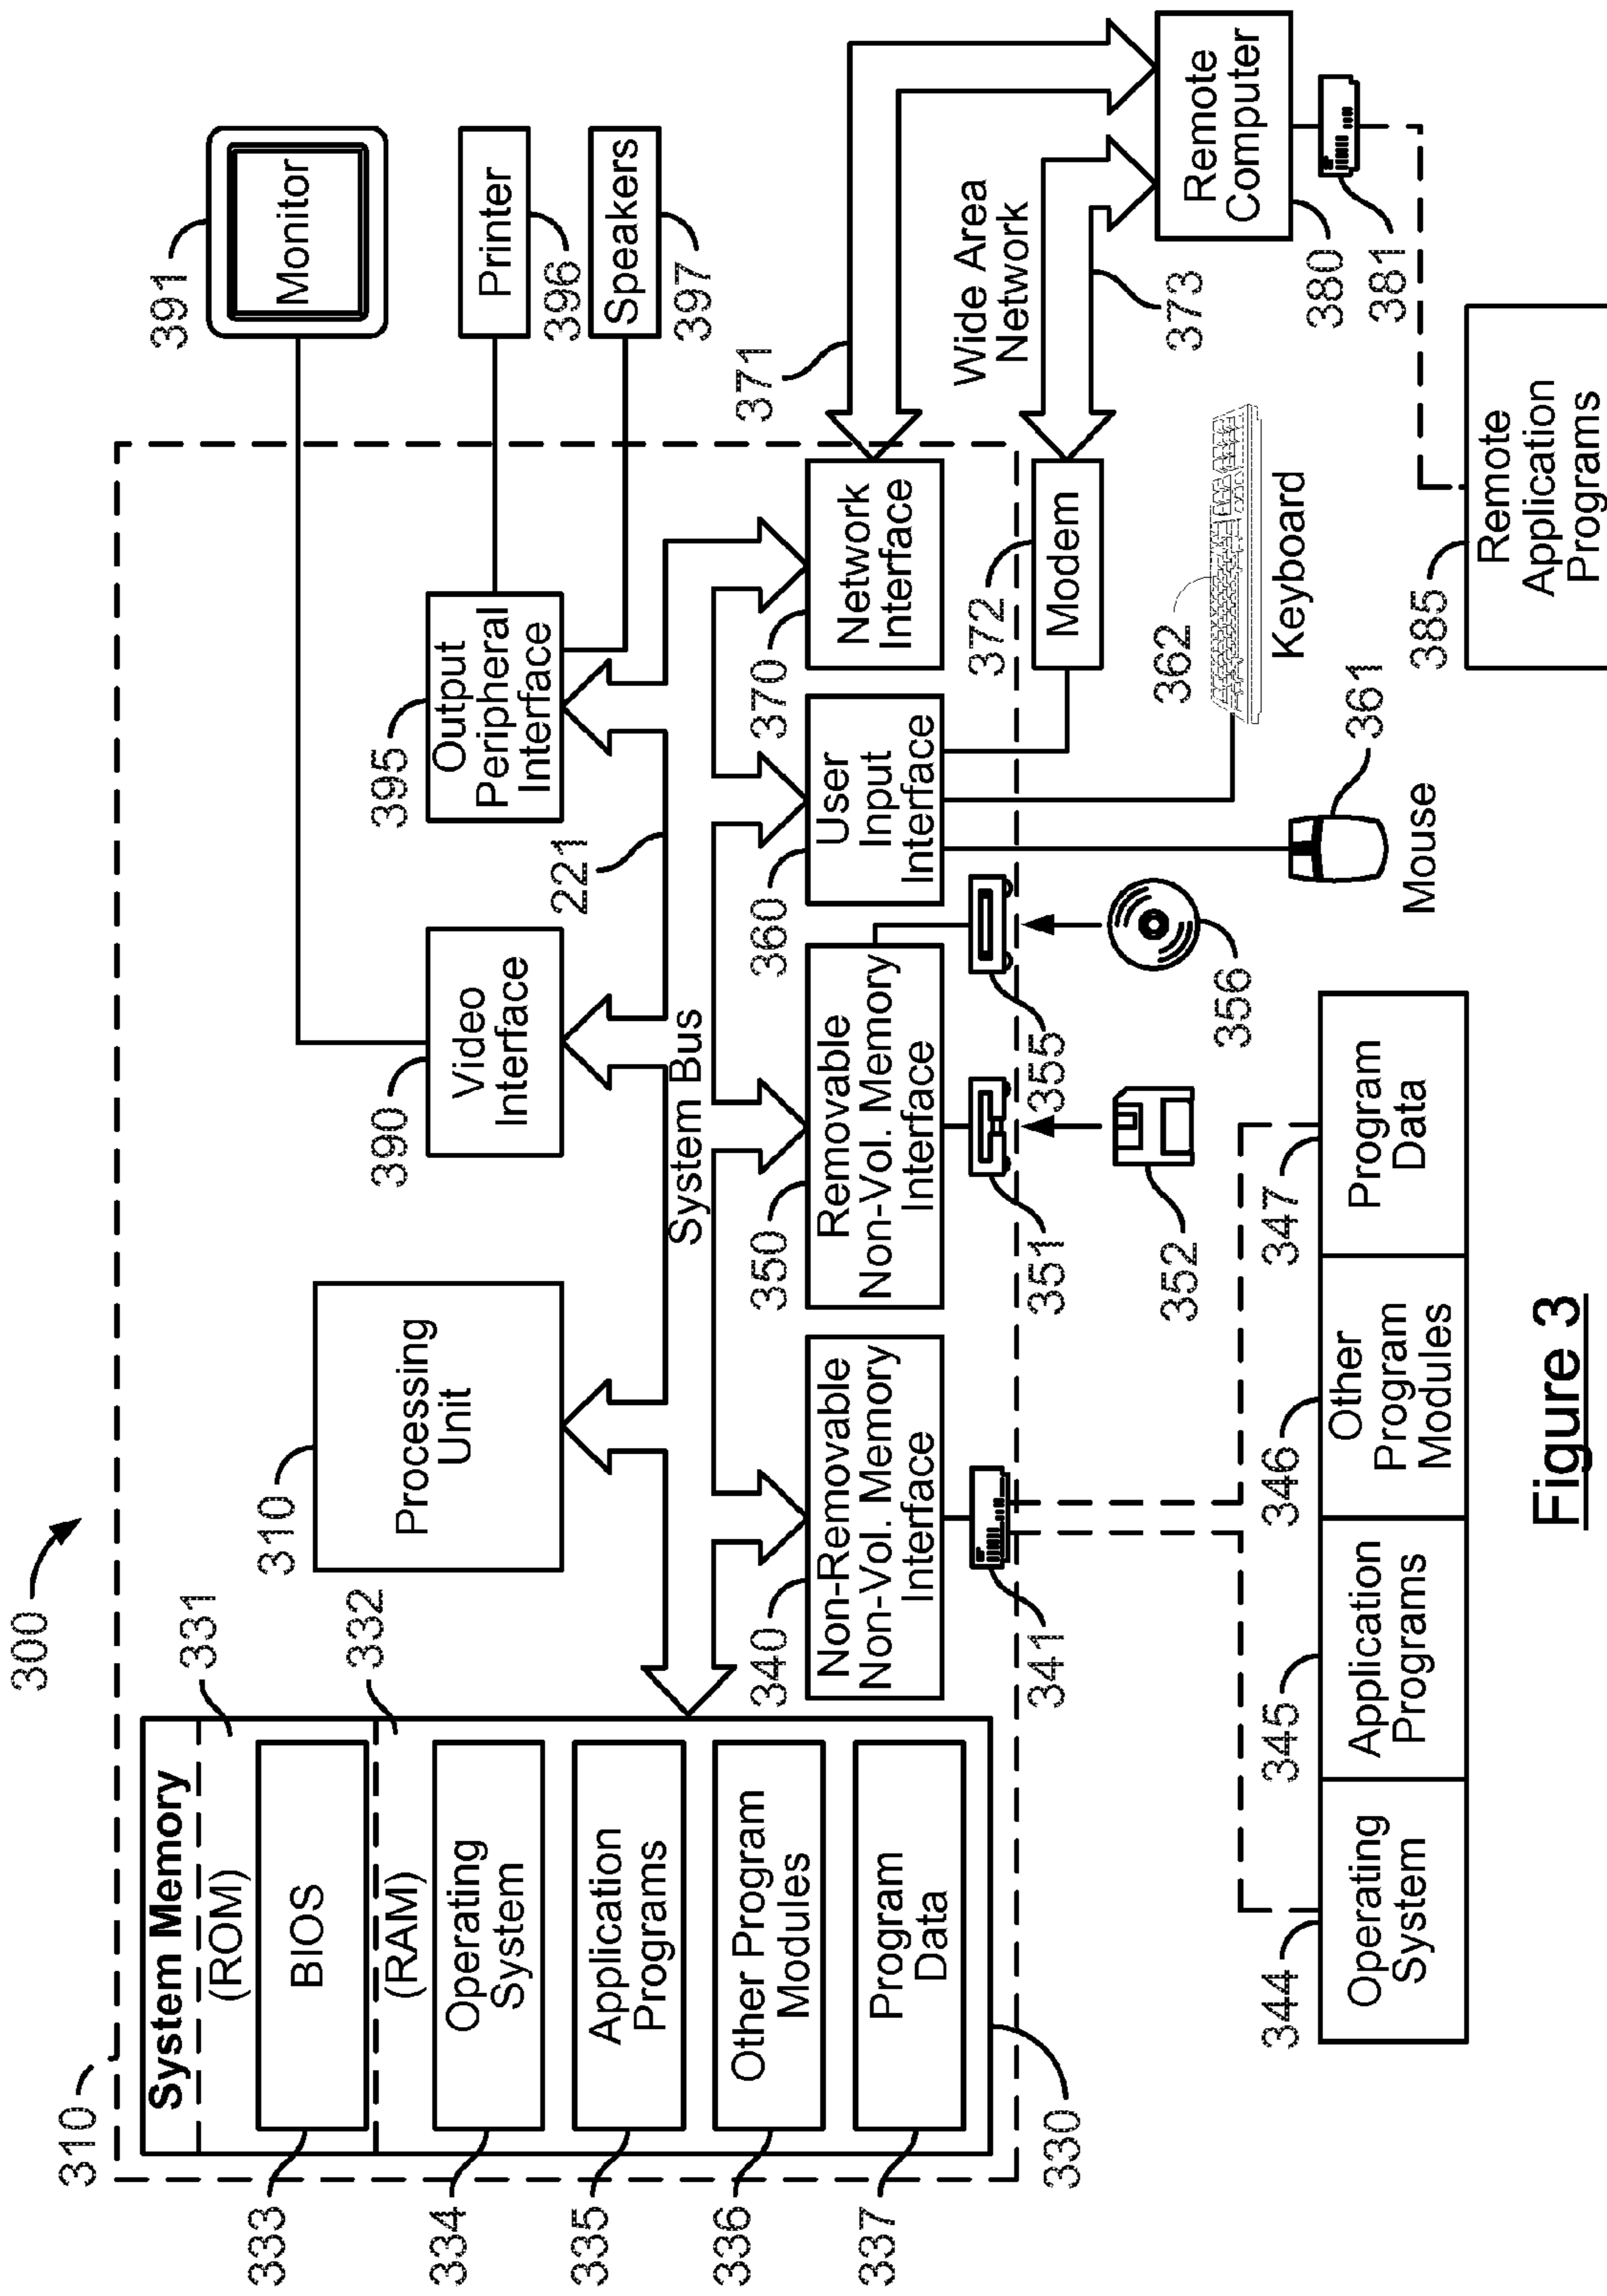 300
310
System Memory
(ROM)
331
BIOS
333
(RAM)
332
Operating
System
334
Application
Programs
335
Other Program
Modules
336
Program
Data
337
330
310
Processing
Unit
390
Video
Interface
395
Output
Peripheral
Interface
391
Monitor
Printer
396
Speakers
397
221
System Bus
340
Non-Removable
Non-Vol. Memory
Interface
350
Removable
Non-Vol. Memory
Interface
360
User
Input
Interface
370
Network
Interface
371
341
351
355
372
Modem
Wide Area
Network
373
Remote
Computer
380
381
352
356
362
Keyboard
361
Mouse
344
Operating
System
345
Application
Programs
346
Other
Program
Modules
347
Program
Data
385
Remote
Application
Programs
Figure 3